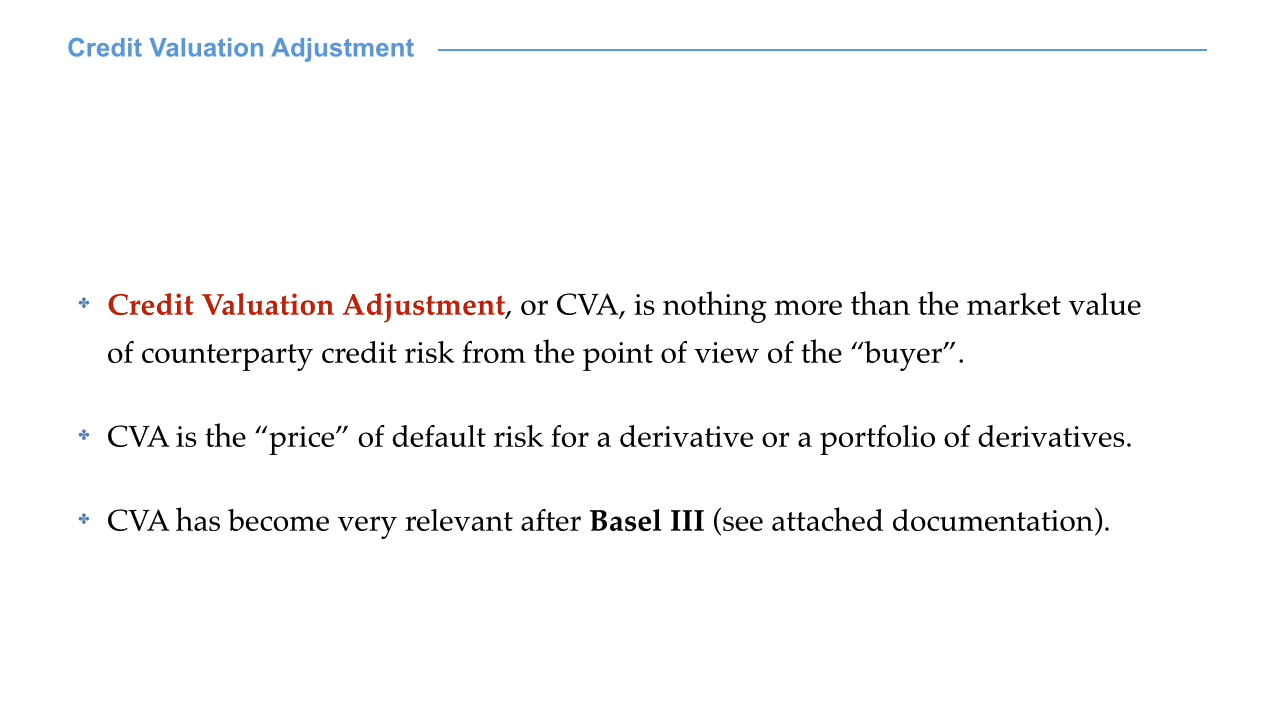 Credit Valuation Adjustment
✤ Credit Valuation Adjustment, or CVA, is nothing more than the market value
of counterparty credit risk from the point of view of the “buyer”.
✤ CVA is the “price” of default risk for a derivative or a portfolio of derivatives.
✤ CVA has become very relevant after Basel III (see attached documentation).